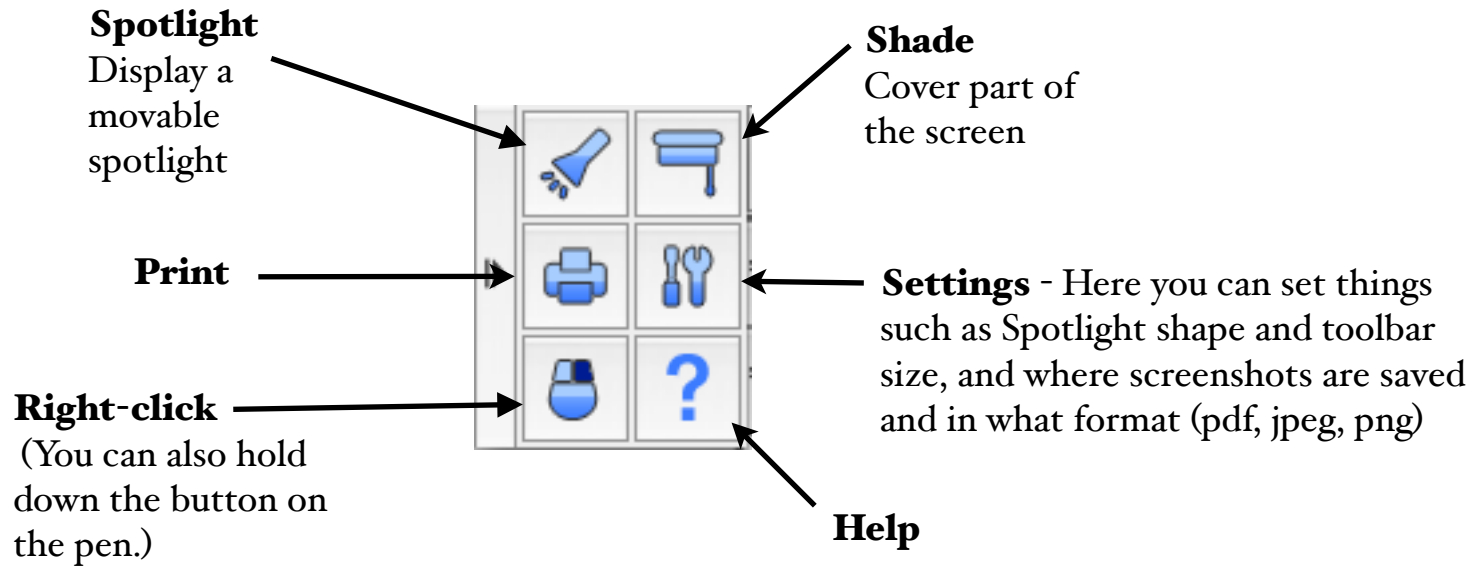 Spotlight
Display a
movable
spotlight
Shade
Cover part of
the screen
Print
Settings - Here you can set things
such as Spotlight shape and toolbar
size, and where screenshots are saved
and in what format (pdf, jpeg, png)
Right-click
(You can also hold
down the button on
the pen.)
?
Help